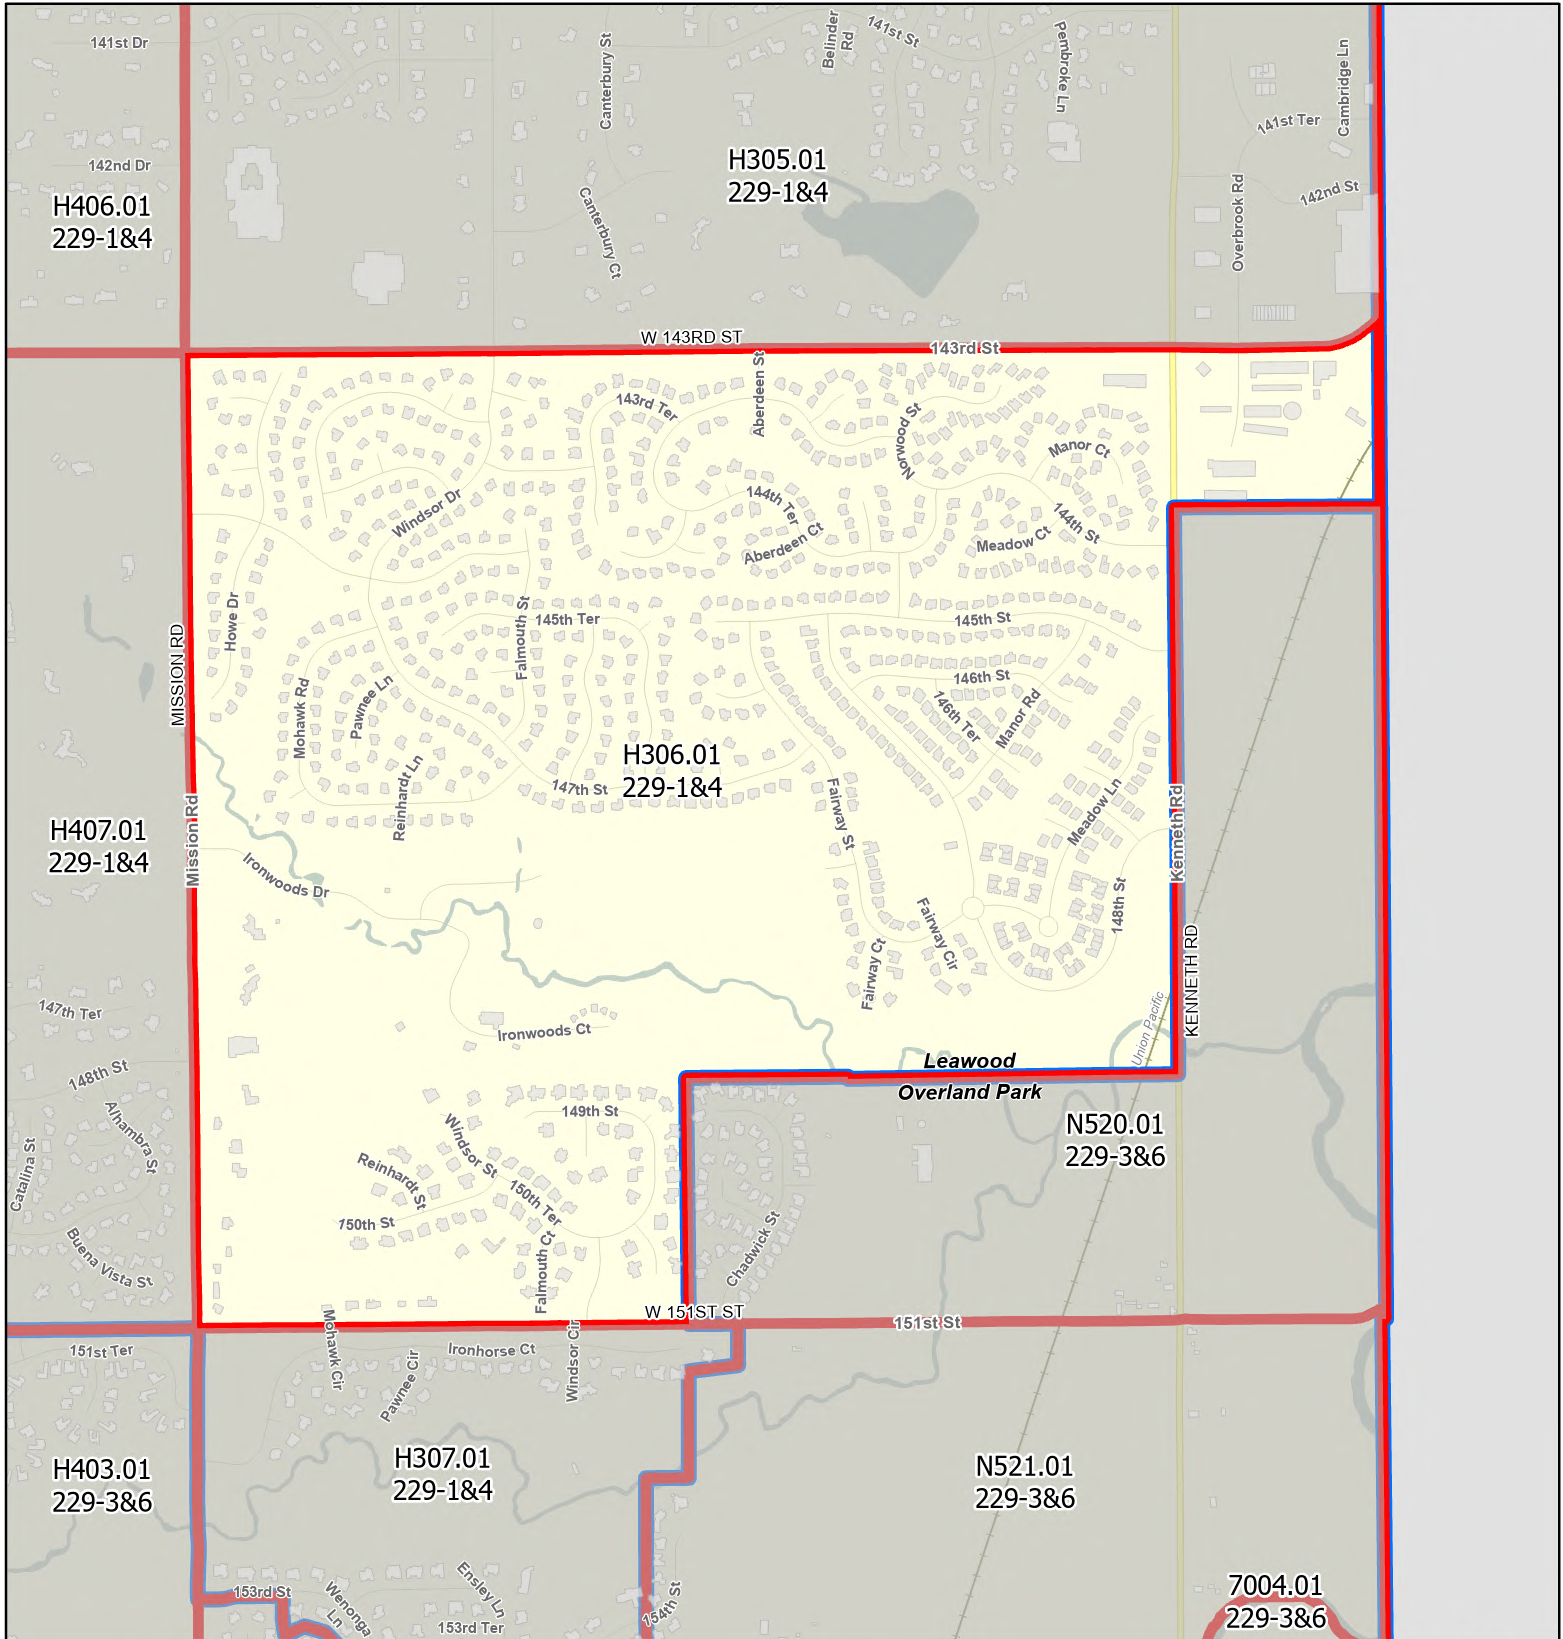 141st Dr
Canterbury St
Belinder
Rd
141st St
Pembroke Ln
Cambridge Ln
141st Ter
142nd Dr
H305.01
229-1&4
H406.01
229-1&4
Canterbury Ct
Overbrook Rd
142nd St
W 143RD ST
143rd St
143rd Ter
Aberdeen St
Norwood St
Manor Ct
Windsor Dr
144th Ter
Aberdeen Ct
Meadow Ct
144th St
Howe Dr
Falmouth St
145th Ter
145th St
MISSION RD
Mohawk Rd
Pawnee Ln
146th St
146th Ter
Manor Rd
H306.01
229-1&4
Reinhardt Ln
147th St
Fairway St
Meadow Ln
Kenneth Rd
H407.01
229-1&4
Mission Rd
Ironwoods Dr
148th St
Fairway Cir
Fairway Ct
KENNETH RD
147th Ter
Ironwoods Ct
Union Pacific
Leawood
Overland Park
148th St
Alhambra St
Catalina St
149th St
Windsor St
N520.01
229-3&6
Reinhardt St
150th Ter
150th St
Falmouth Ct
Chadwick St
Buena Vista St
W 151ST ST
151st St
151st Ter
Mohawk Cir
Pawnee Cir
Ironhorse Ct
Windsor Cir
H403.01
229-3&6
H307.01
229-1&4
N521.01
229-3&6
153rd St
Wenonga
Ln
Ensley Ln
153rd Ter
154th St
7004.01
229-3&6